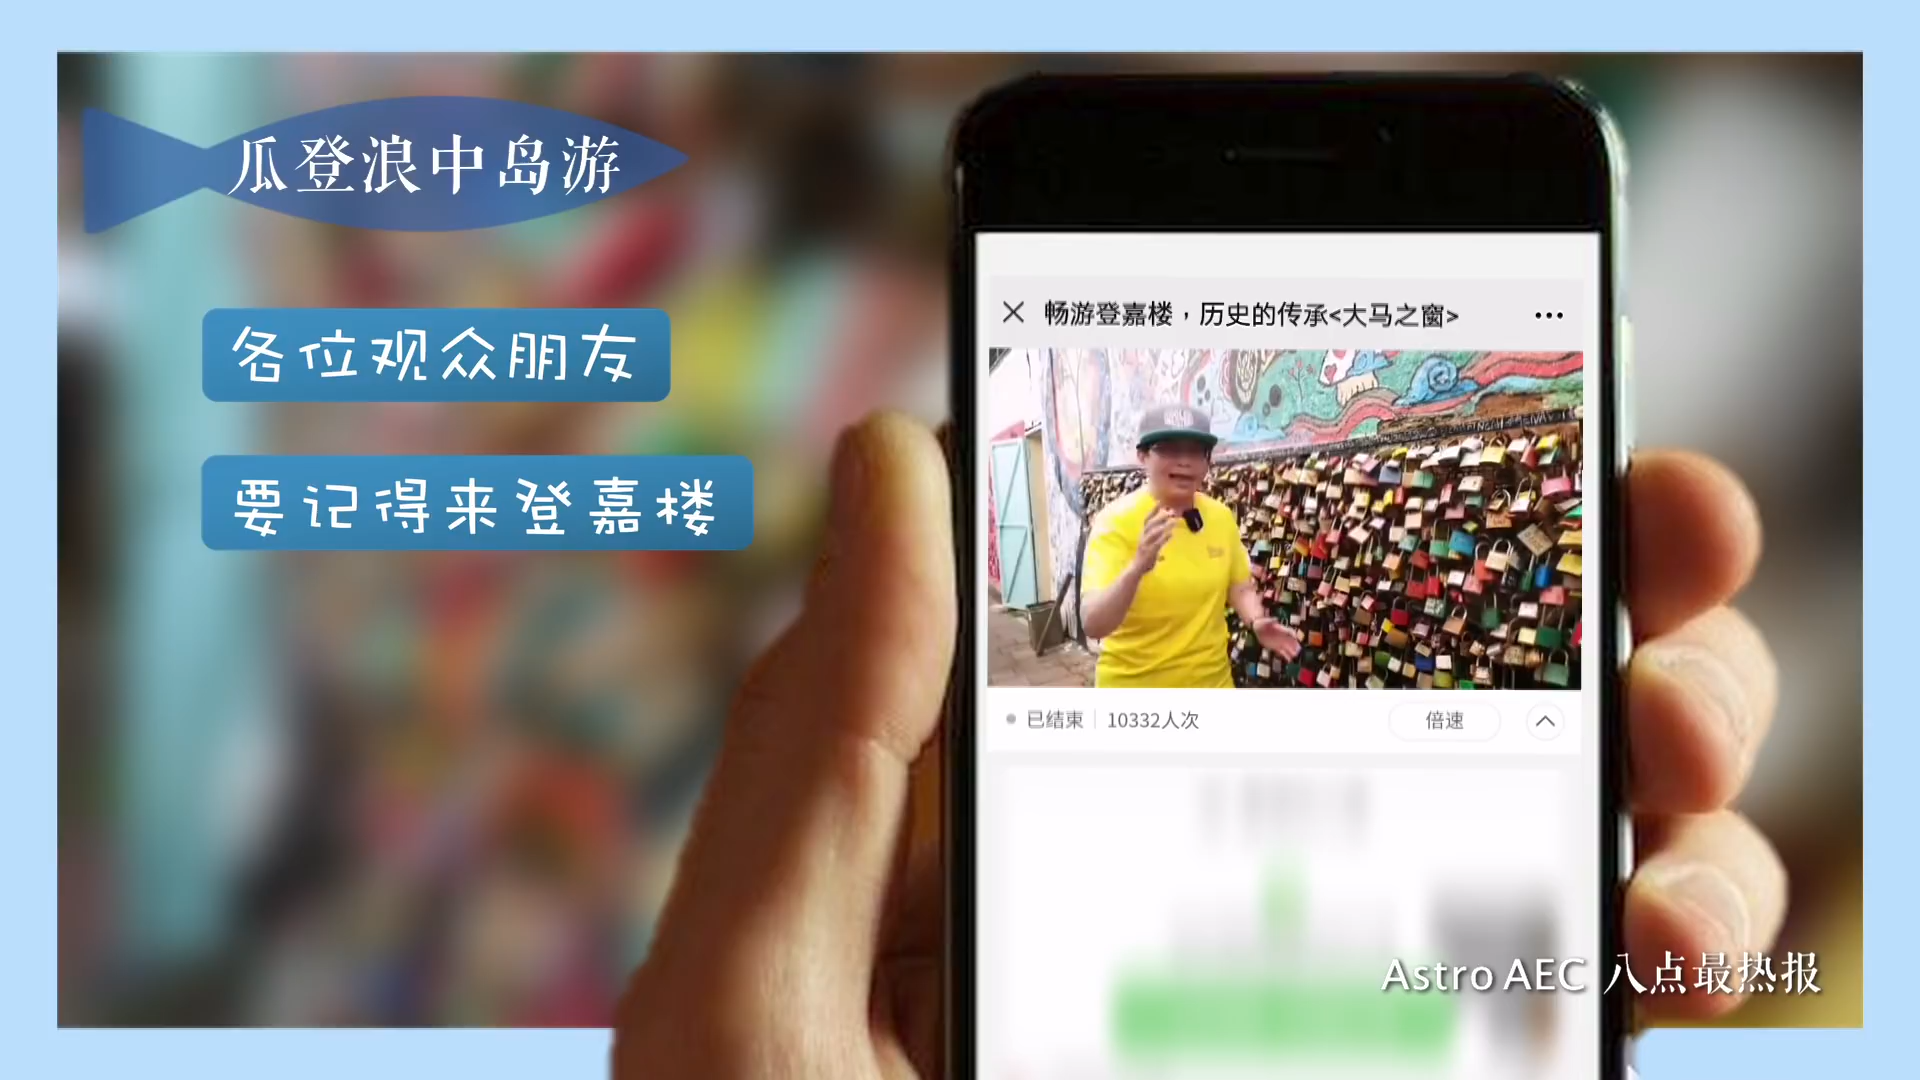 瓜登浪中岛游
各位观众朋友
要记得来登嘉楼
畅游登嘉楼，历史的传承<大马之窗>
已结束 10332人次
倍速
Astro AEC 八点最热报